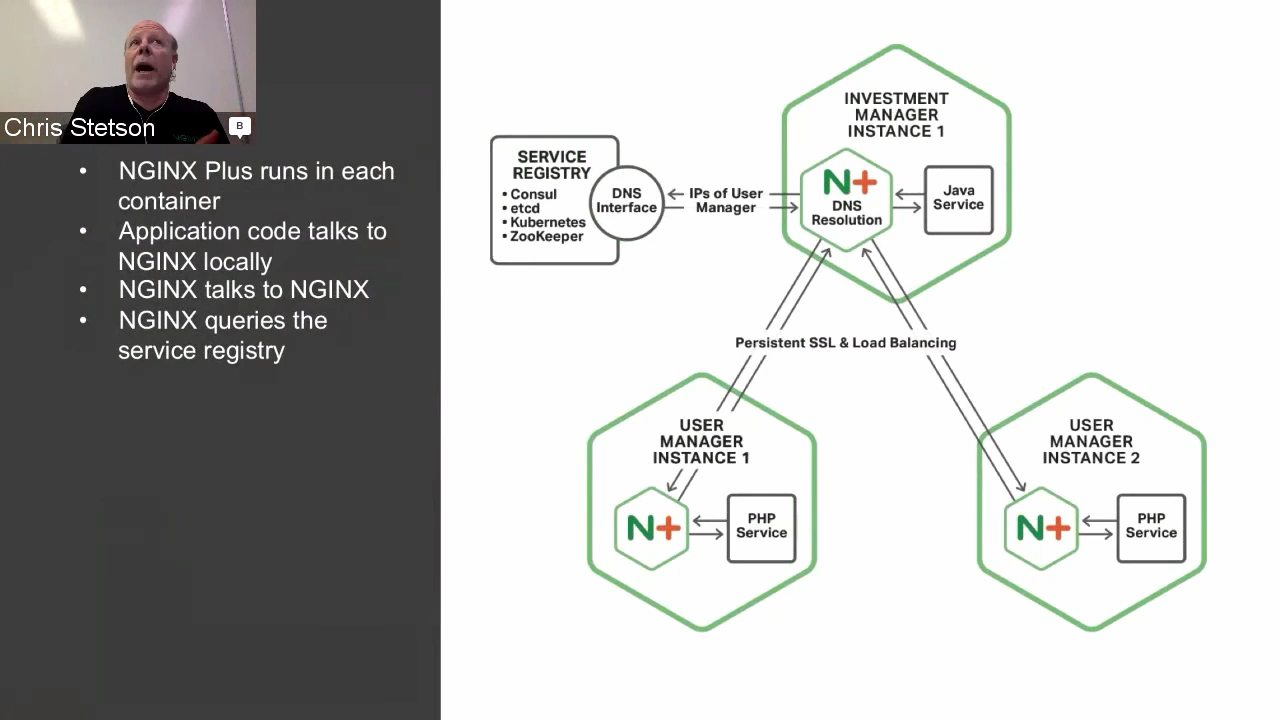 Chris Stetson
B
• NGINX Plus runs in each
container
• Application code talks to
NGINX locally
• NGINX talks to NGINX
• NGINX queries the
service registry
SERVICE
REGISTRY
• Consul
• etcd
• Kubernetes
• ZooKeeper
DNS
Interface
IPs of User
Manager
INVESTMENT
MANAGER
INSTANCE 1
N+
DNS
Resolution
Java
Service
Persistent SSL & Load Balancing
USER
MANAGER
INSTANCE 1
N+
PHP
Service
USER
MANAGER
INSTANCE 2
N+
PHP
Service